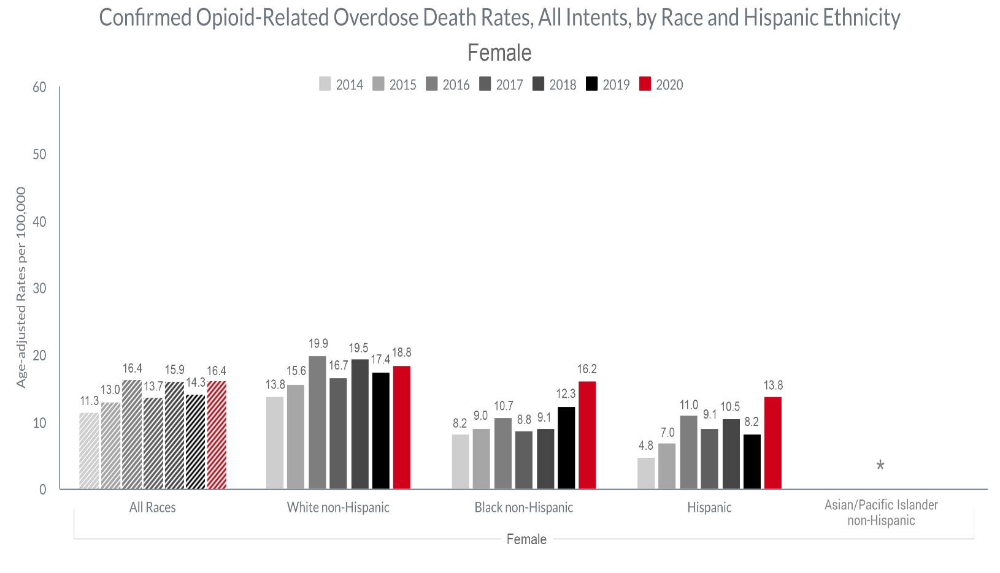 Confirmed Opioid-Related Overdose Death Rates, All Intents, by Race and Hispanic Ethnicity
Female
2014 2015 2016 2017 2018 2019 2020
Age-adjusted Rates per 100,000
60
50
40
30
20
10
0
11.3 13.0 16.4 13.7 15.9 14.3 16.4
13.8 15.6 19.9 16.7 19.5 17.4 18.8
8.2 9.0 10.7 8.8 9.1 12.3 16.2
4.8 7.0 11.0 9.1 10.5 8.2 13.8
*
All Races
White non-Hispanic
Black non-Hispanic
Hispanic
Asian/Pacific Islander
non-Hispanic
Female